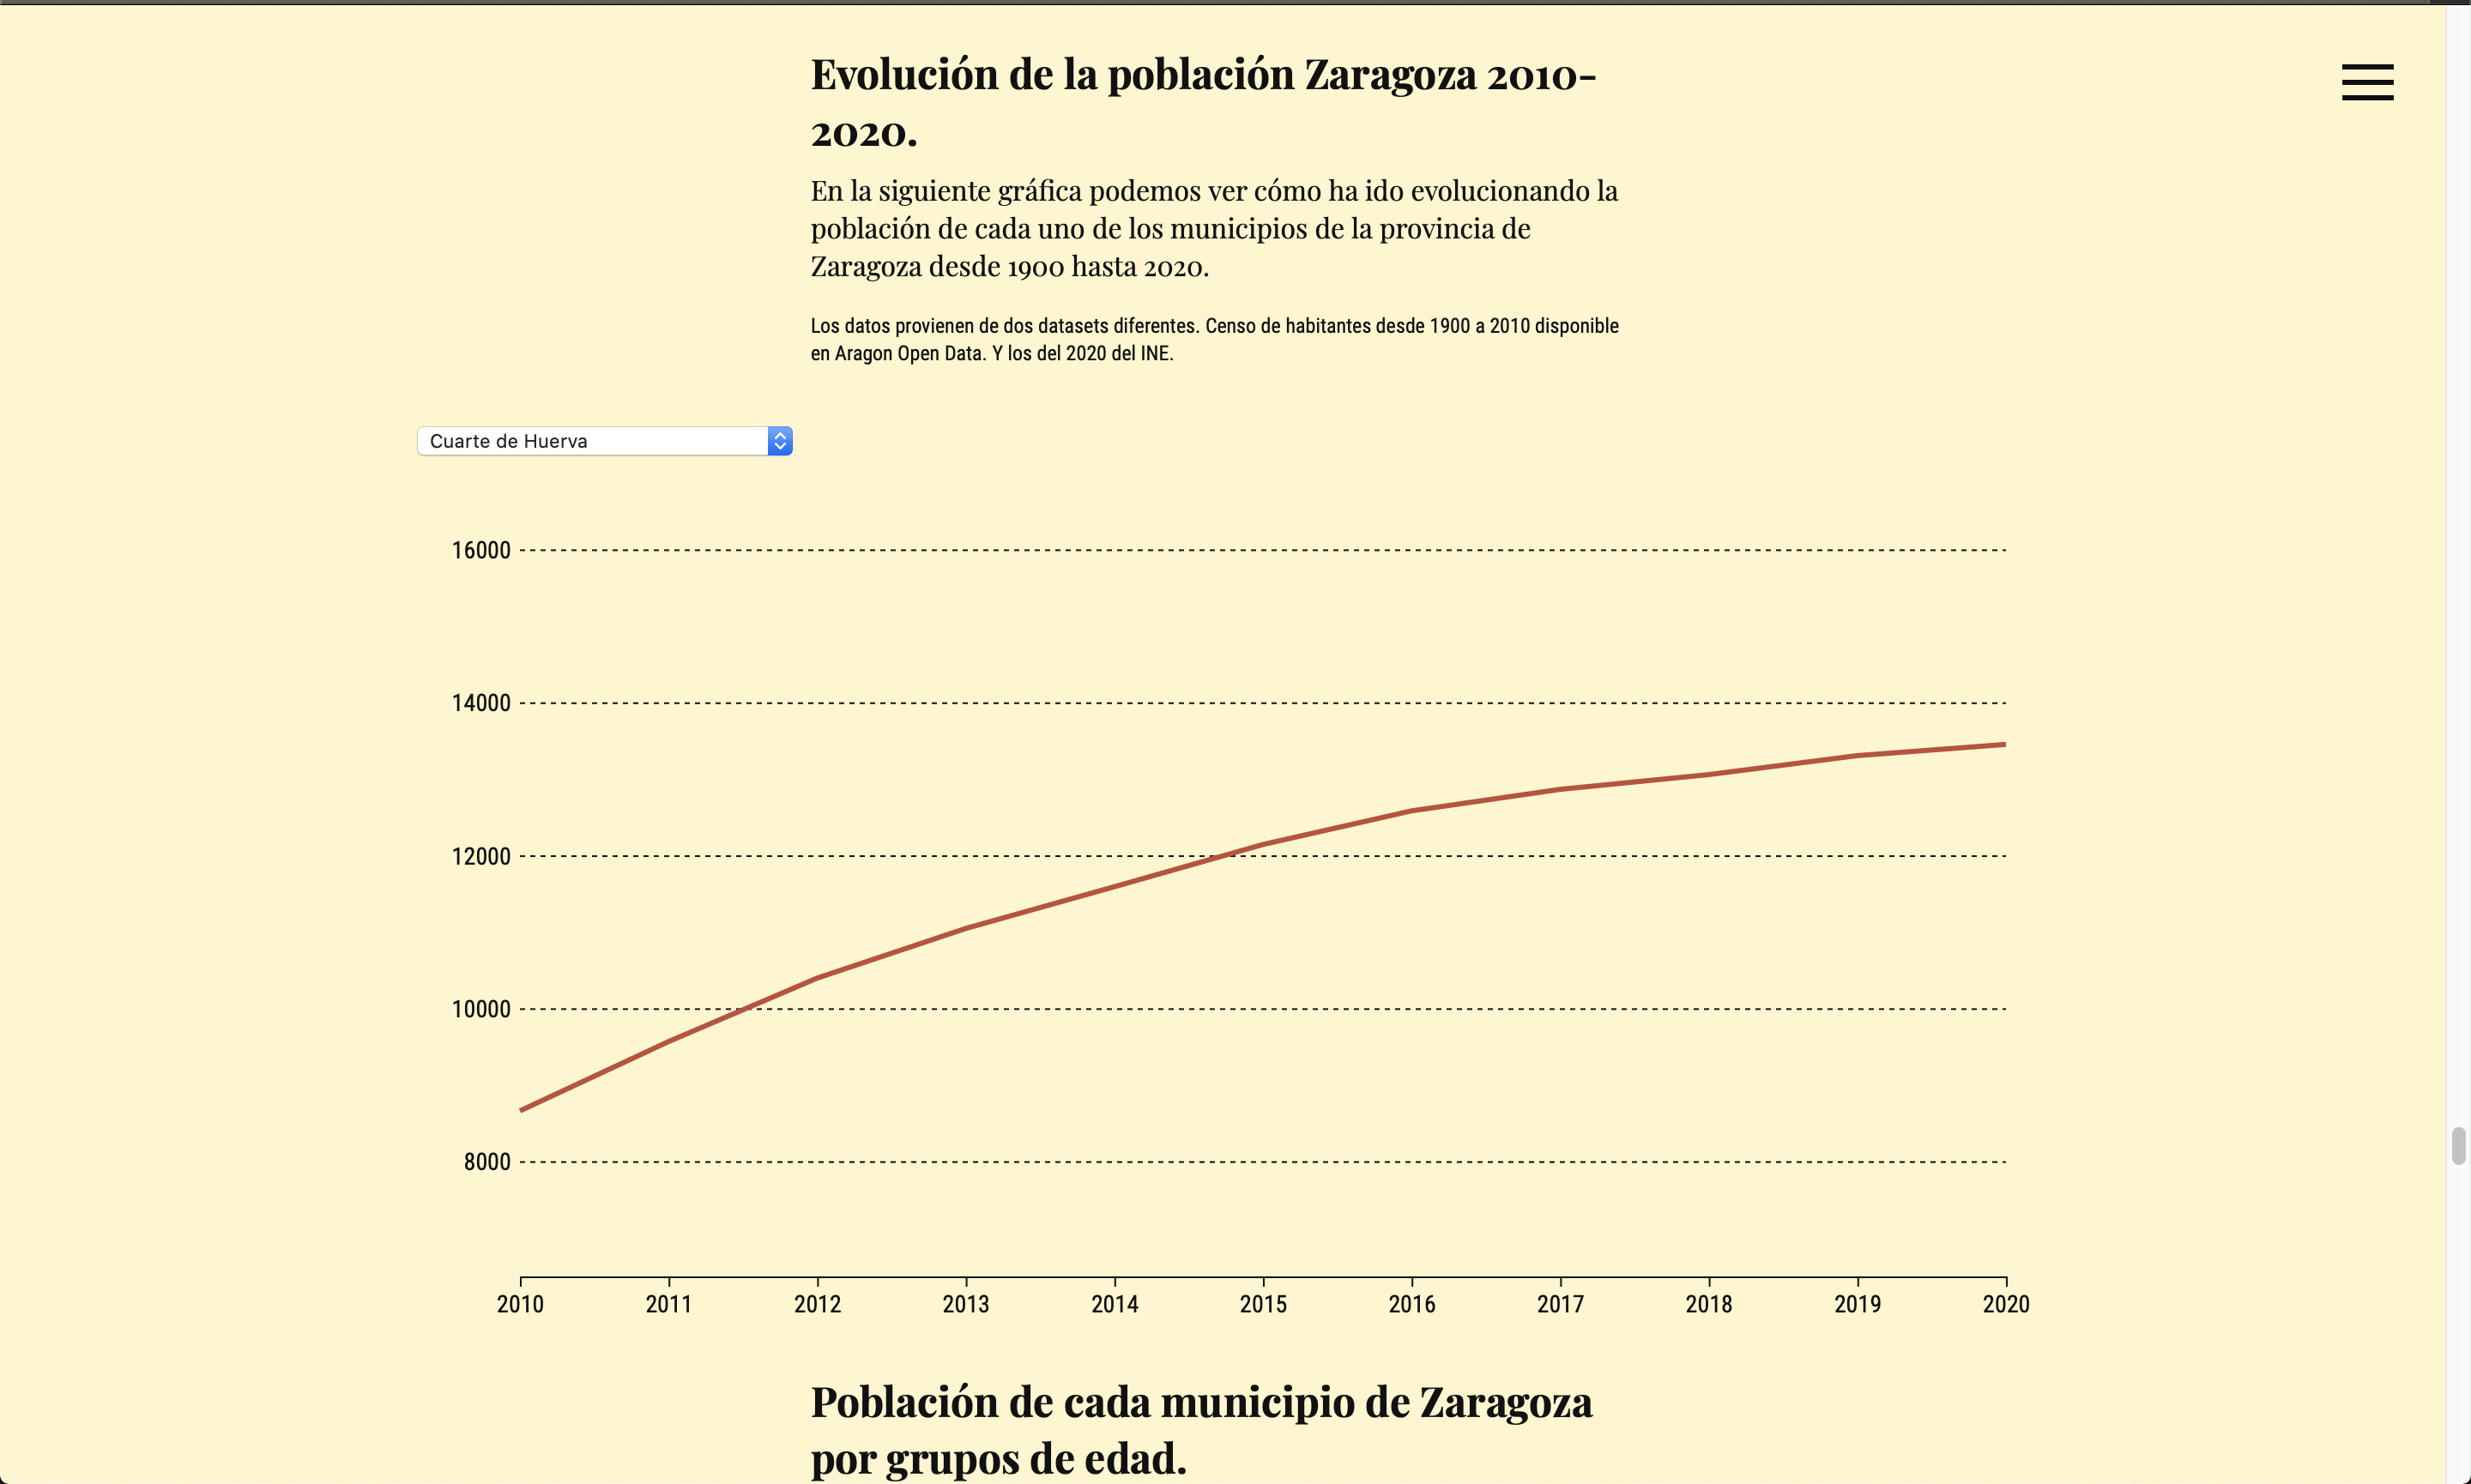 Evolución de la población Zaragoza 2010-
2020.
En la siguiente gráfica podemos ver cómo ha ido evolucionando la
población de cada uno de los municipios de la provincia de
Zaragoza desde 1900 hasta 2020.
Los datos provienen de dos datasets diferentes. Censo de habitantes desde 1900 a 2010 disponible
en Aragon Open Data. Y los del 2020 del INE.
Cuarte de Huerva
16000
14000
12000
10000
8000
2010 2011 2012 2013 2014 2015 2016 2017 2018 2019 2020
Población de cada municipio de Zaragoza
por grupos de edad.